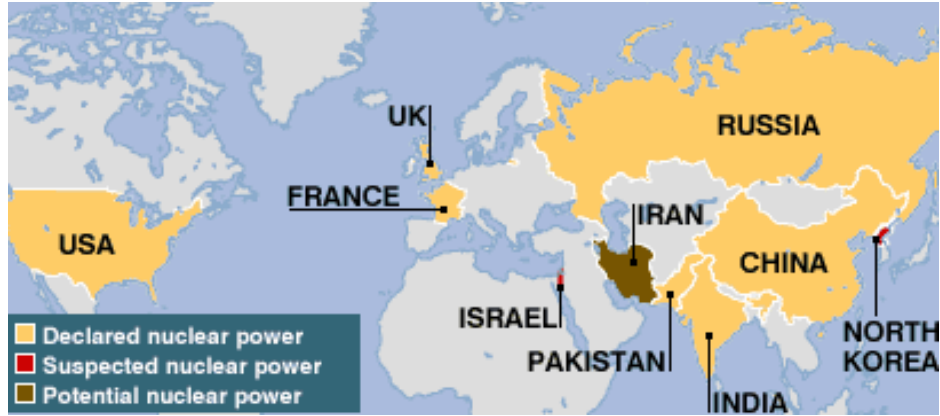 UK
RUSSIA
FRANCE
IRAN
USA
CHINA
ISRAEL
NORTH
KOREA
PAKISTAN
INDIA
Declared nuclear power
Suspected nuclear power
Potential nuclear power